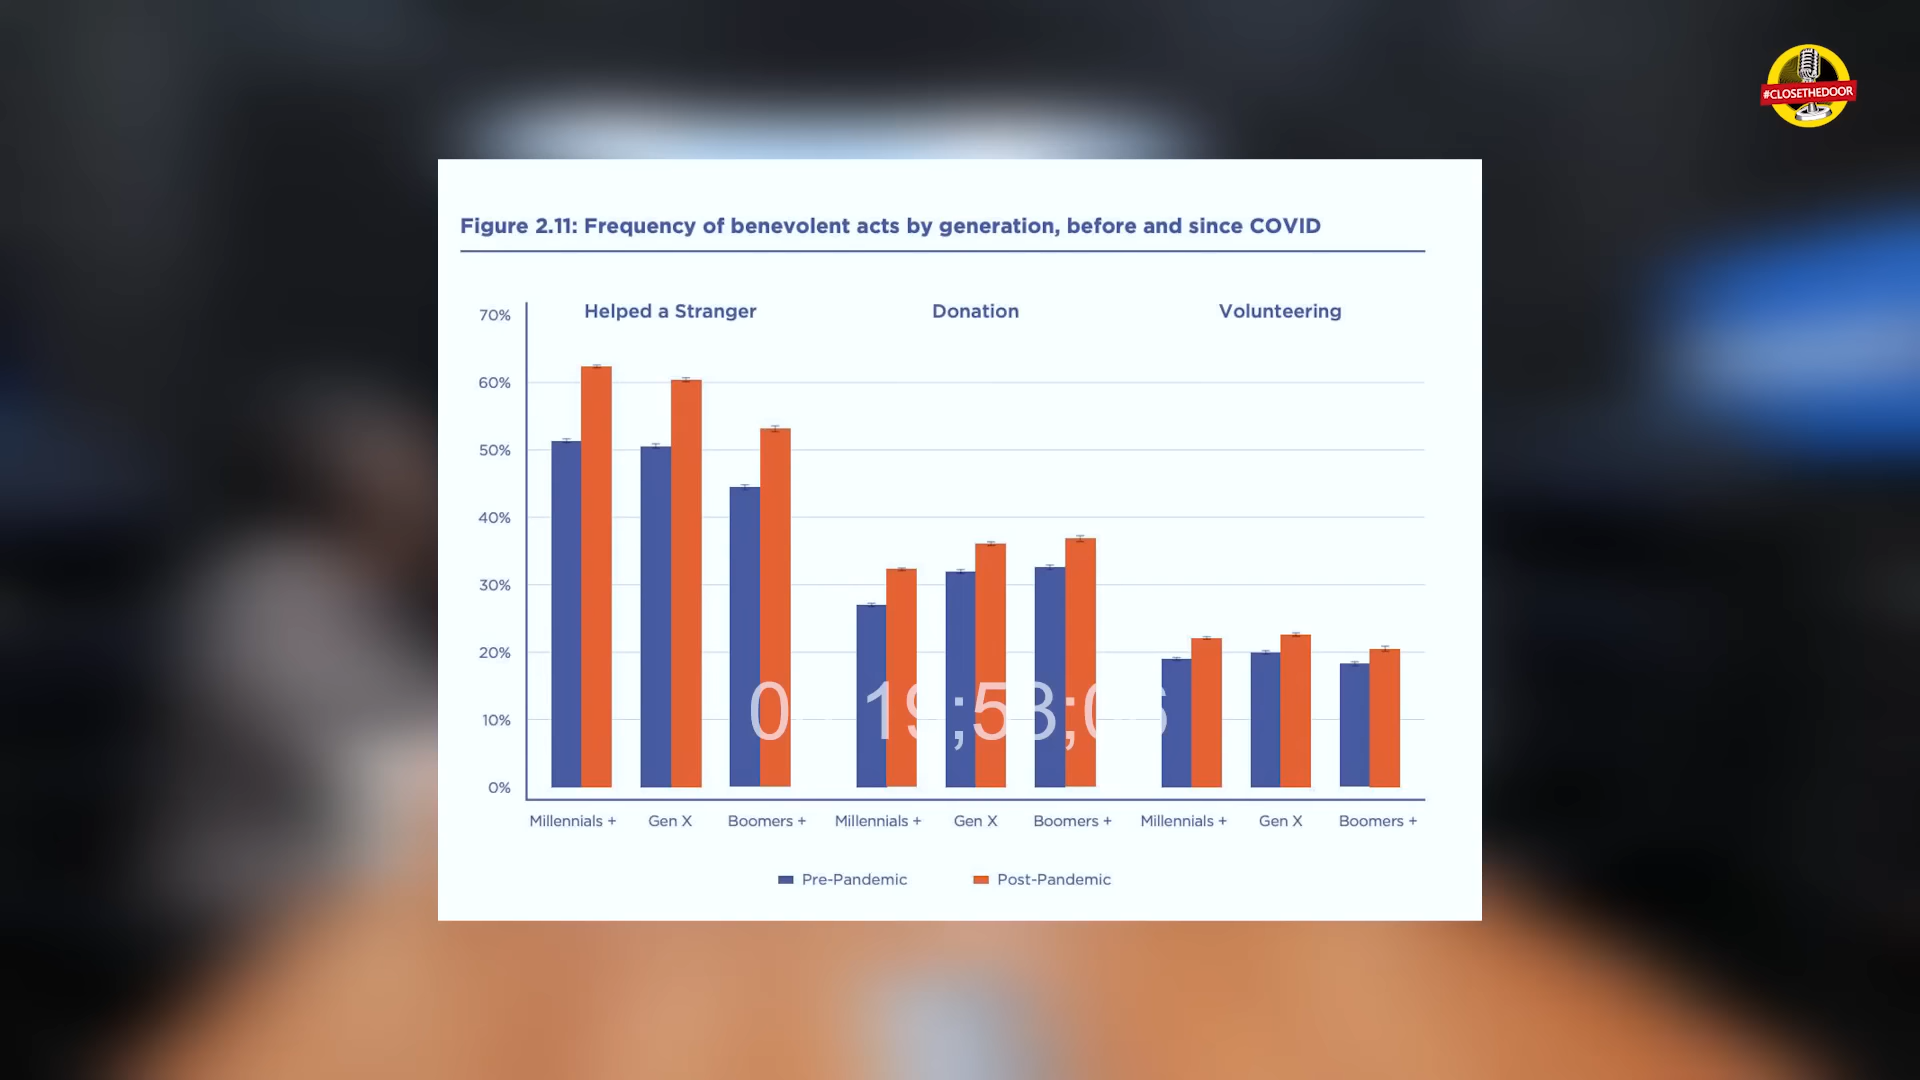 #CLOSETHEDOOR
Figure 2.11: Frequency of benevolent acts by generation, before and since COVID
Helped a Stranger Donation Volunteering
70%
60%
50%
40%
30%
20%
10%
0%
Millennials + Gen X Boomers + Millennials + Gen X Boomers + Millennials + Gen X Boomers +
Pre-Pandemic Post-Pandemic